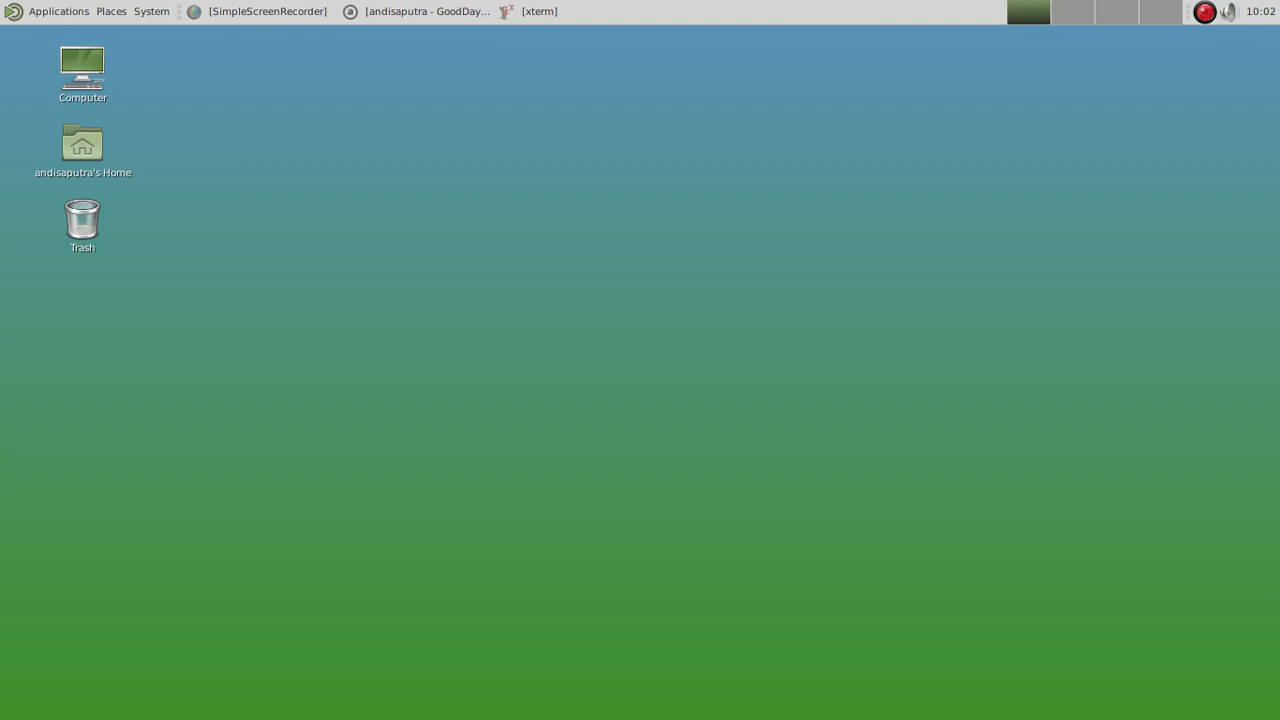 Applications Places System [SimpleScreenRecorder] [andisaputra - GoodDay... [xterm] 10:02
Computer
andisaputra's Home
Trash